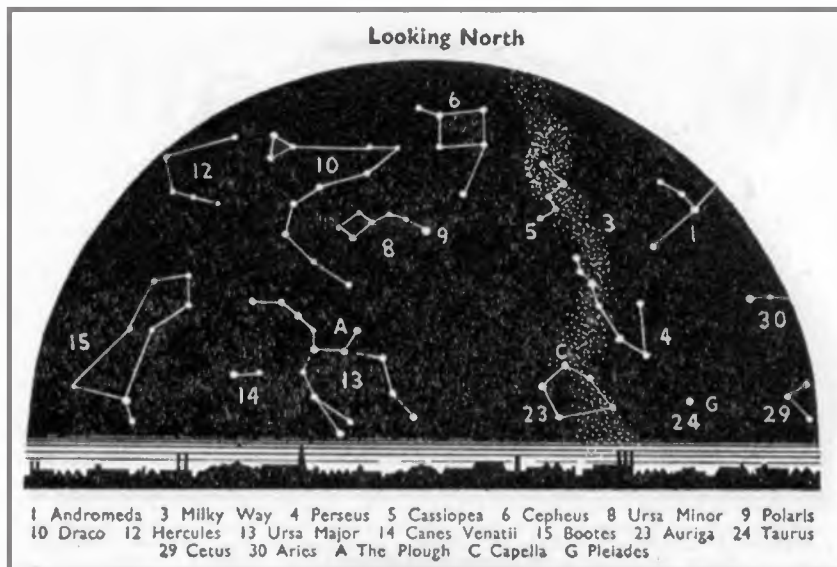 Looking North
6
12
10
3
5
9
8
1
30
A
15
4
C
13
14
G
23
24
29
1 Andromeda 3 Milky Way 4 Perseus 5 Cassiopea 6 Cepheus 8 Ursa Minor 9 Polaris
10 Draco 12 Hercules 13 Ursa Major 14 Canes Venatii 15 Bootes 23 Auriga 24 Taurus
29 Cetus 30 Aries A The Plough C Capella G Pleiades